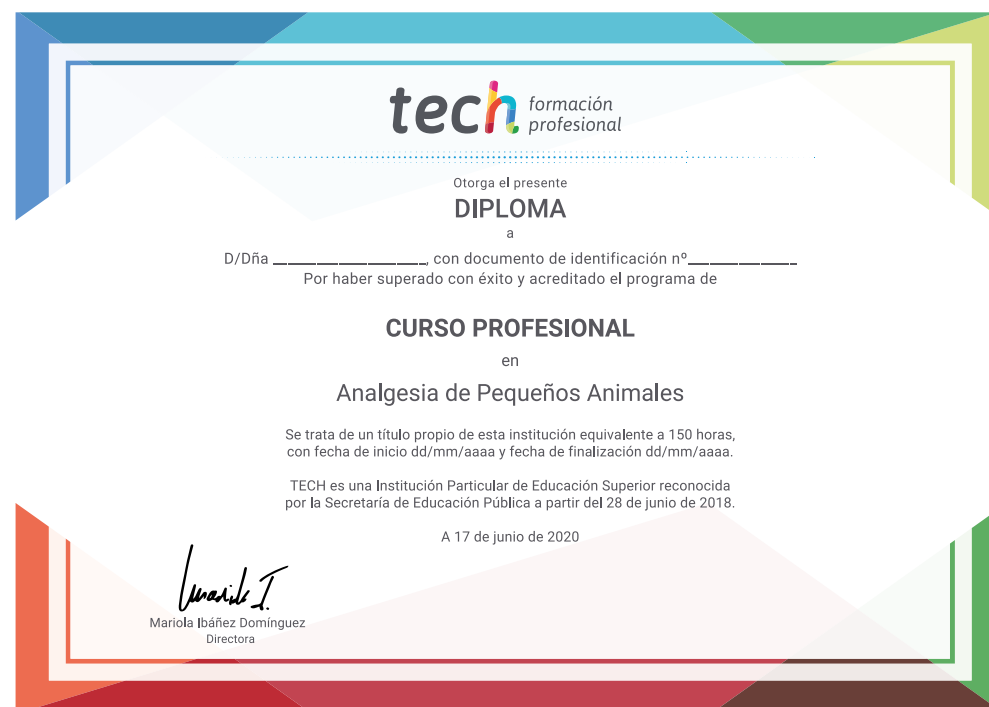 tech formación
profesional
Otorga el presente
DIPLOMA
a
D/Dña ____________________, con documento de identificación nº______________
Por haber superado con éxito y acreditado el programa de
CURSO PROFESIONAL
en
Analgesia de Pequeños Animales
Se trata de un título propio de esta institución equivalente a 150 horas,
con fecha de inicio dd/mm/aaaa y fecha de finalización dd/mm/aaaa.
TECH es una Institución Particular de Educación Superior reconocida
por la Secretaría de Educación Pública a partir del 28 de junio de 2018.
A 17 de junio de 2020
Mariola Ibáñez Domínguez
Directora